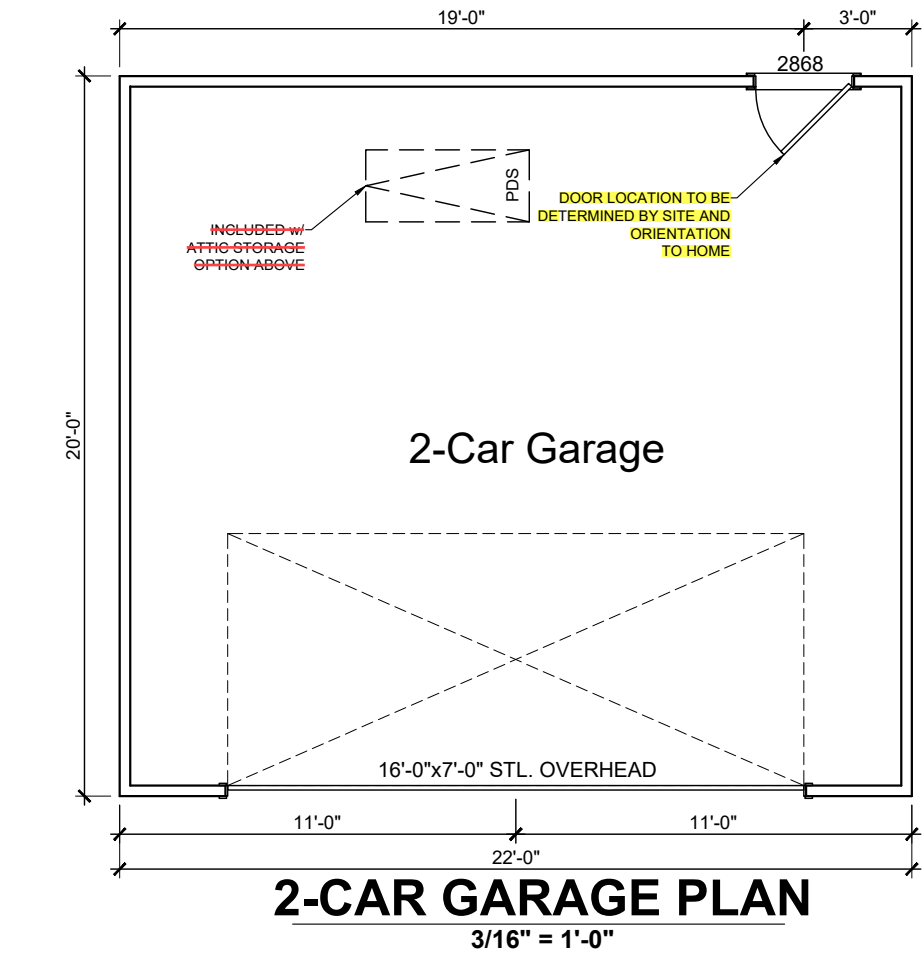 19'-0"
3'-0"
2868
PDS
DOOR LOCATION TO BE
DETERMINED BY SITE AND
ORIENTATION
TO HOME
INCLUDED w/
ATTIC STORAGE
OPTION ABOVE
20'-0"
2-Car Garage
16'-0"x7'-0" STL. OVERHEAD
11'-0"
11'-0"
22'-0"
2-CAR GARAGE PLAN
3/16" = 1'-0"